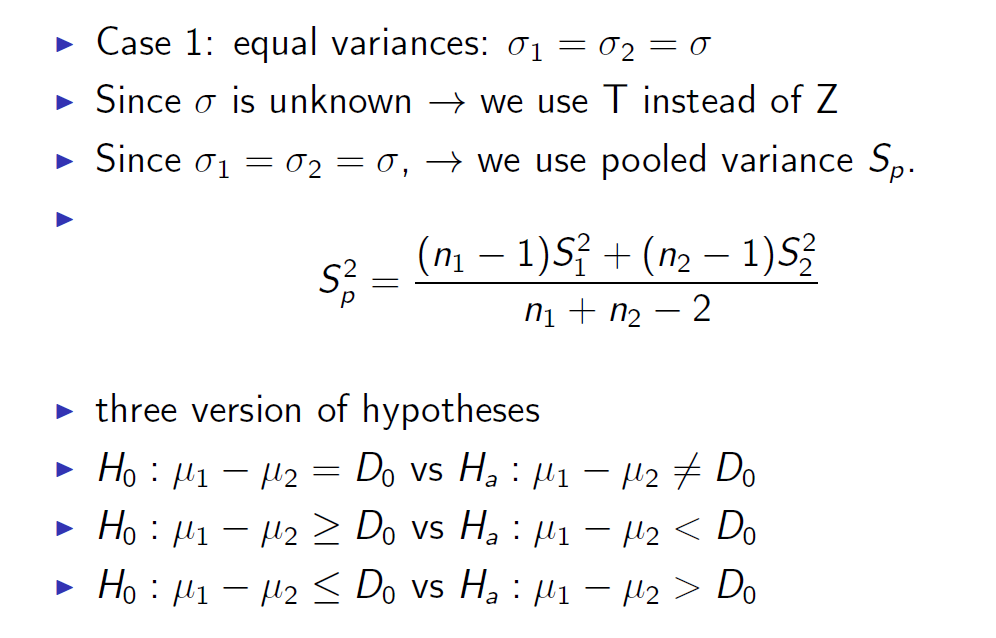 ▶ Case 1: equal variances: σ₁ = σ₂ = σ
▶ Since σ is unknown → we use T instead of Z
▶ Since σ₁ = σ₂ = σ, → we use pooled variance Sₚ.
▶
S²ₚ = ((n₁ − 1)S²₁ + (n₂ − 1)S²₂) / (n₁ + n₂ − 2)
▶ three version of hypotheses
▶ H₀ : μ₁ − μ₂ = D₀ vs Hₐ : μ₁ − μ₂ ≠ D₀
▶ H₀ : μ₁ − μ₂ ≥ D₀ vs Hₐ : μ₁ − μ₂ < D₀
▶ H₀ : μ₁ − μ₂ ≤ D₀ vs Hₐ : μ₁ − μ₂ > D₀